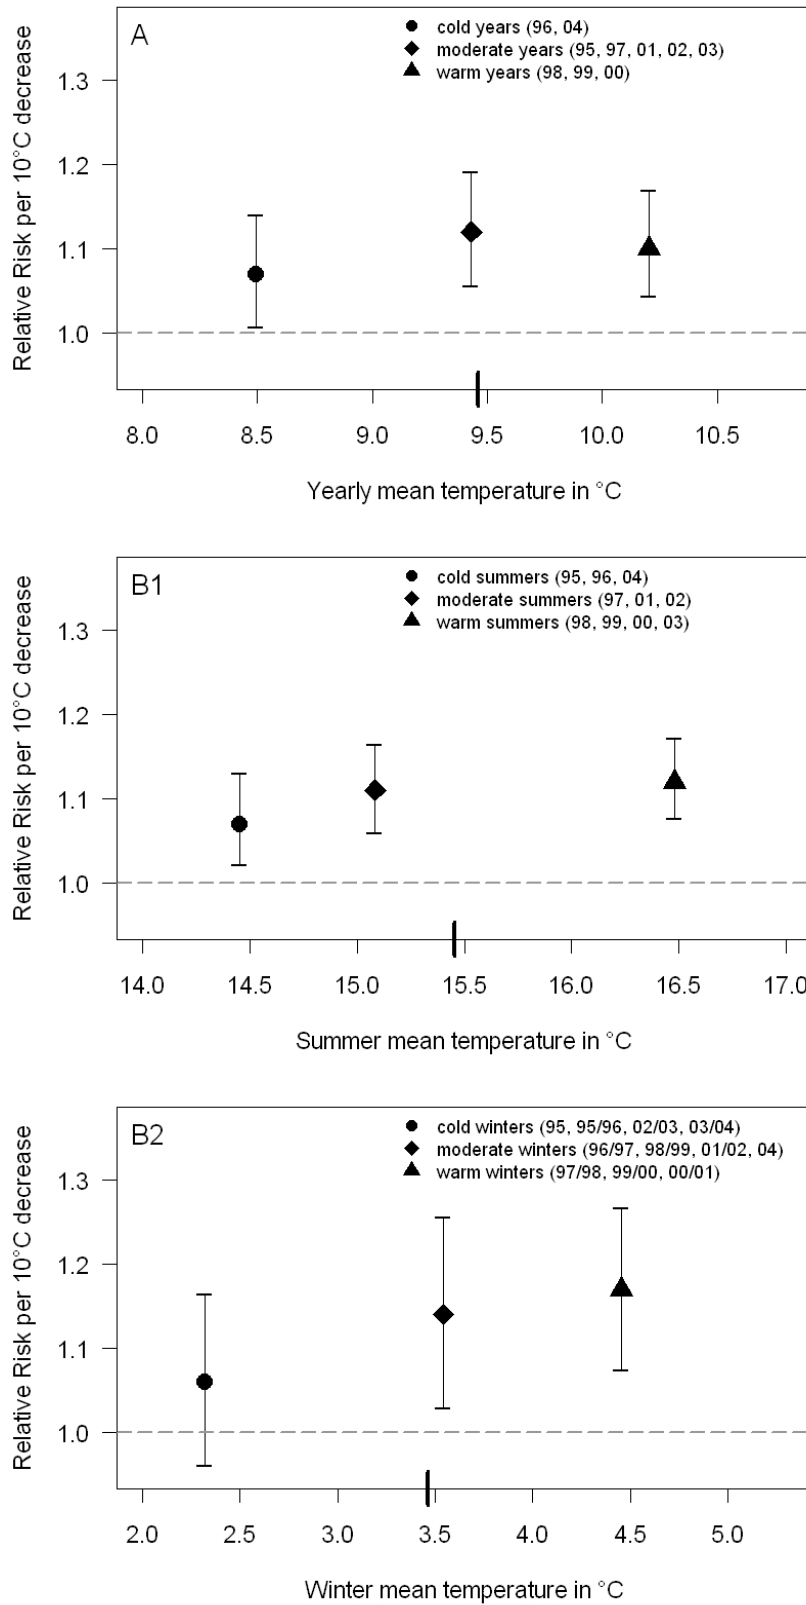 A
cold years (96, 04)
moderate years (95, 97, 01, 02, 03)
warm years (98, 99, 00)
Relative Risk per 10°C decrease
1.3
1.2
1.1
1.0
8.0 8.5 9.0 9.5 10.0 10.5
Yearly mean temperature in °C
B1
cold summers (95, 96, 04)
moderate summers (97, 01, 02)
warm summers (98, 99, 00, 03)
Relative Risk per 10°C decrease
1.3
1.2
1.1
1.0
14.0 14.5 15.0 15.5 16.0 16.5 17.0
Summer mean temperature in °C
B2
cold winters (95, 95/96, 02/03, 03/04)
moderate winters (96/97, 98/99, 01/02, 04)
warm winters (97/98, 99/00, 00/01)
Relative Risk per 10°C decrease
1.3
1.2
1.1
1.0
2.0 2.5 3.0 3.5 4.0 4.5 5.0
Winter mean temperature in °C